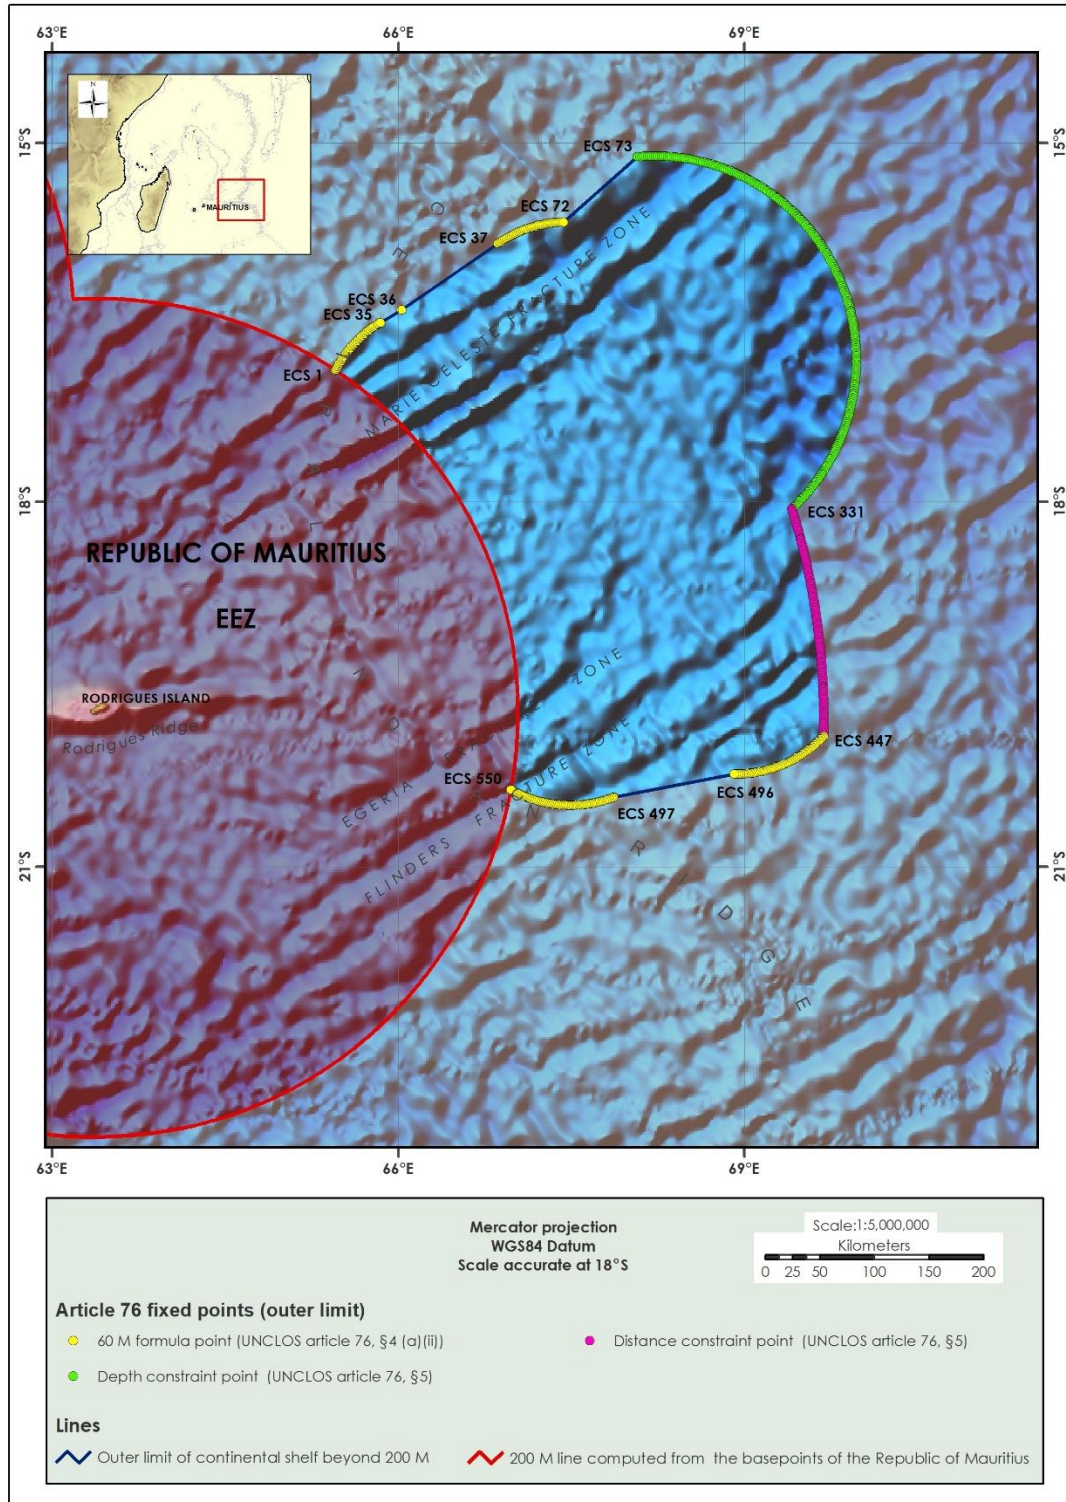 63°E 66°E 69°E
N
MAURITIUS
15°S 15°S
ECS 73
ECS 72
ECS 37
ECS 36
ECS 35
ECS 1
MARIE CELESTE FRACTURE ZONE
18°S 18°S
ECS 331
REPUBLIC OF MAURITIUS
EEZ
RODRIGUES ISLAND
Rodrigues Ridge
EGERIA FRACTURE ZONE
FLINDERS FRACTURE ZONE
ECS 447
ECS 550
ECS 496
ECS 497
RIDGE
21°S 21°S
63°E 66°E 69°E
Mercator projection
WGS84 Datum
Scale accurate at 18°S
Scale:1:5,000,000
Kilometers
0 25 50 100 150 200
Article 76 fixed points (outer limit)
60 M formula point (UNCLOS article 76, §4 (a)(ii))
Distance constraint point (UNCLOS article 76, §5)
Depth constraint point (UNCLOS article 76, §5)
Lines
Outer limit of continental shelf beyond 200 M
200 M line computed from the basepoints of the Republic of Mauritius